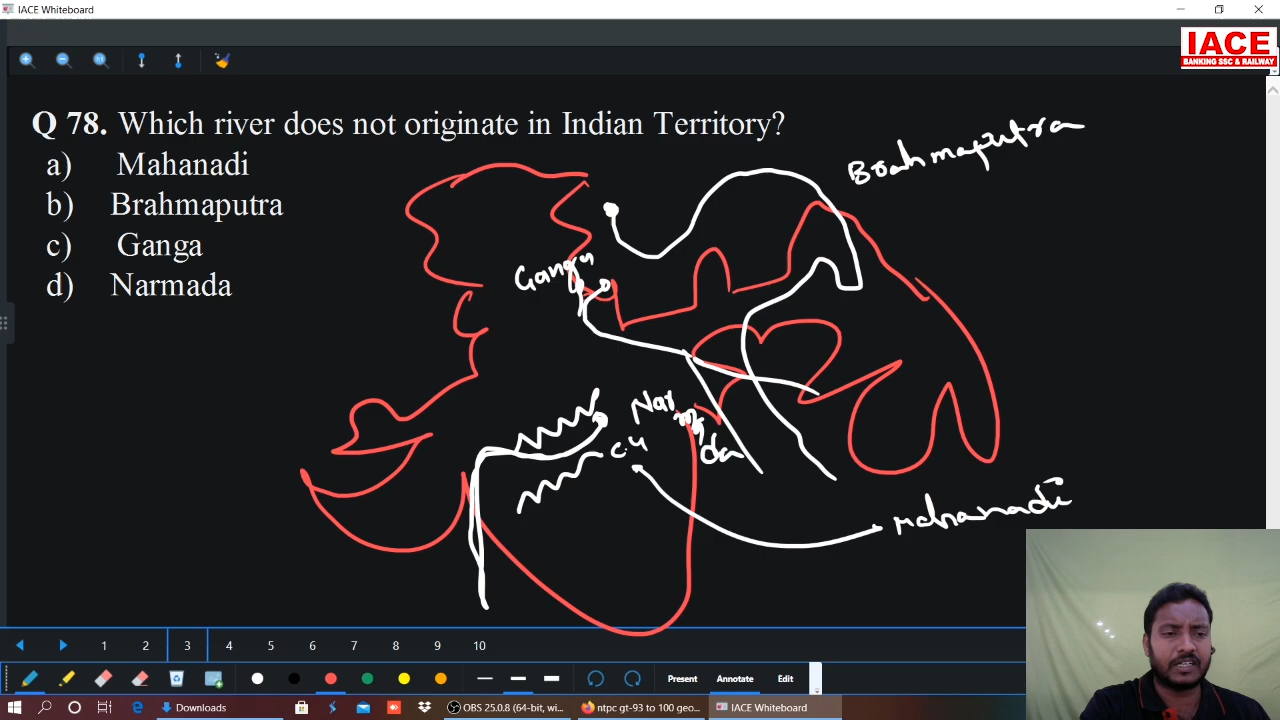 IACE Whiteboard
IACE
BANKING SSC & RAILWAY
Q 78. Which river does not originate in Indian Territory?
a) Mahanadi
b) Brahmaputra
c) Ganga
d) Narmada
Brahmaputra
Ganga
Narmada
C.4
Mahanadi
1 2 3 4 5 6 7 8 9 10
Present Annotate Edit
Downloads
OBS 25.0.8 (64-bit, wi...
ntpc gt-93 to 100 geo...
IACE Whiteboard